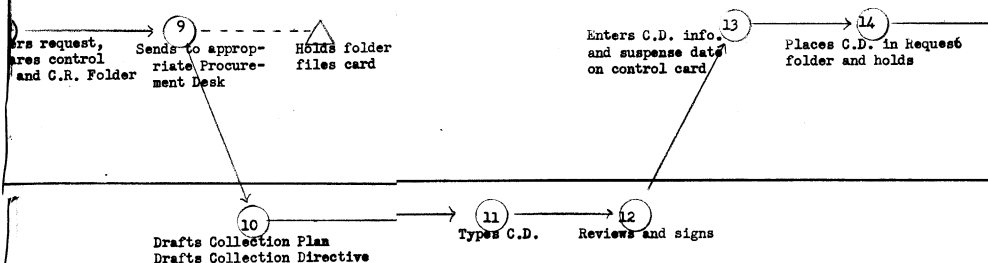 9
13
14
ers request,
ares control
and C.R. Folder
Sends to approp-
riate Procure-
ment Desk
Holds folder
files card
Enters C.D. info.
and suspense date
on control card
Places C.D. in Reques6
folder and holds
10
11
12
Drafts Collection Plan
Drafts Collection Directive
Types C.D.
Reviews and signs